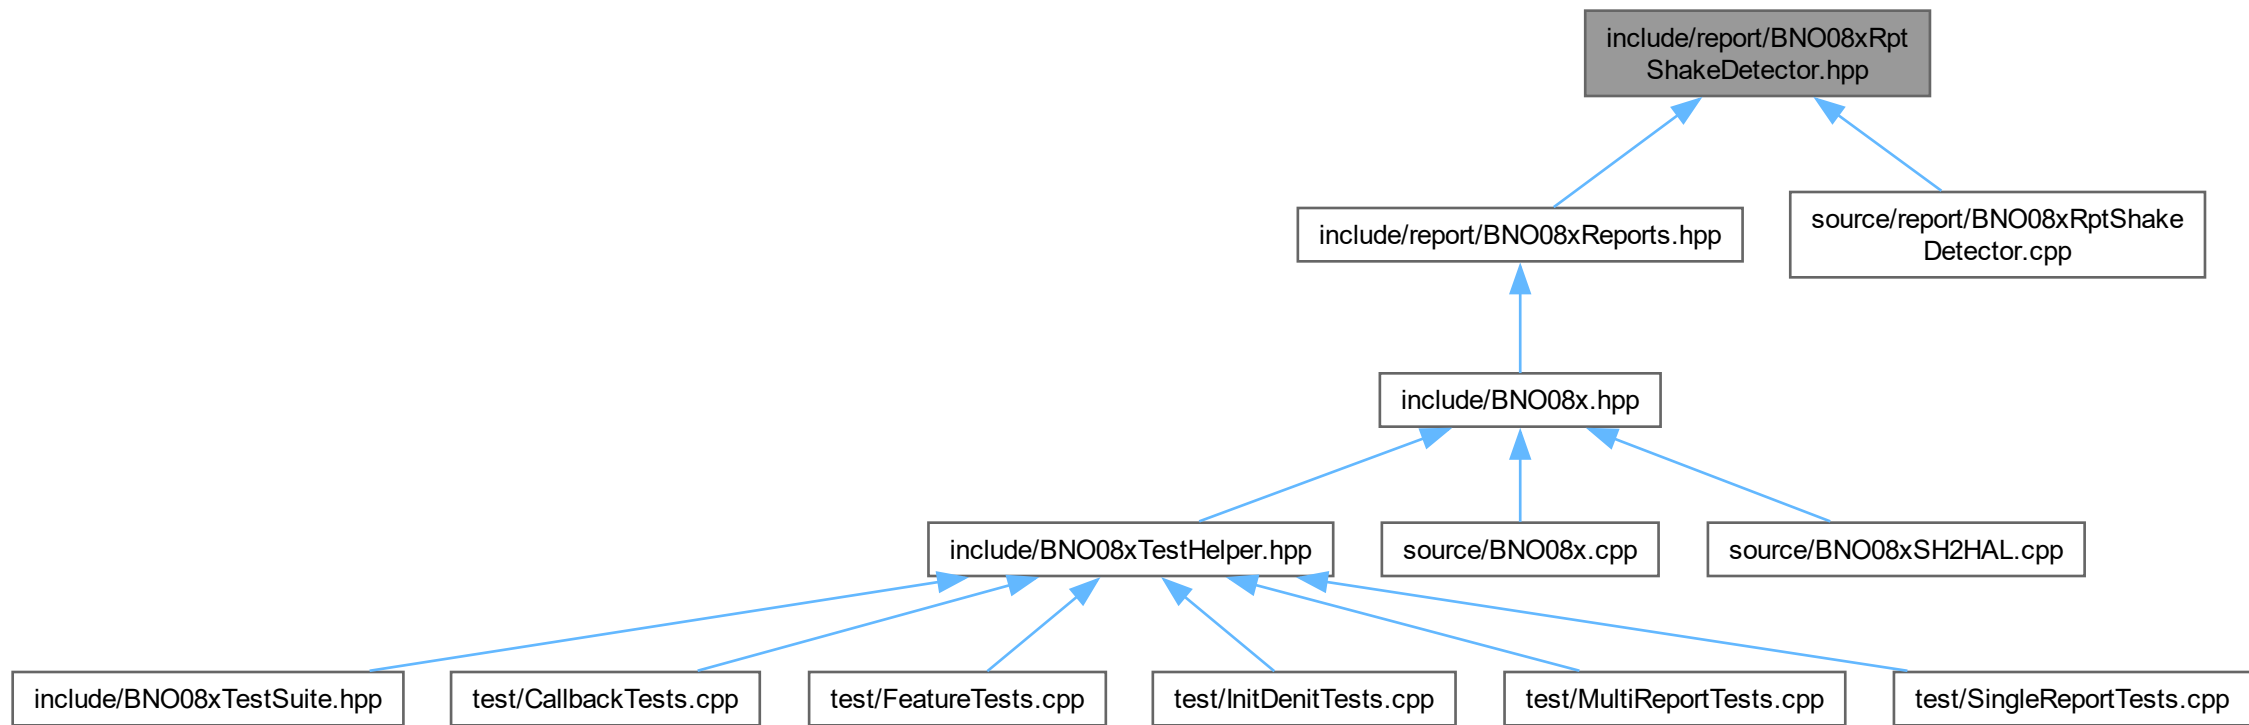 include/report/BNO08xRpt
ShakeDetector.hpp
include/report/BNO08xReports.hpp
source/report/BNO08xRptShake
Detector.cpp
include/BNO08x.hpp
include/BNO08xTestHelper.hpp
source/BNO08x.cpp
source/BNO08xSH2HAL.cpp
include/BNO08xTestSuite.hpp
test/CallbackTests.cpp
test/FeatureTests.cpp
test/InitDenitTests.cpp
test/MultiReportTests.cpp
test/SingleReportTests.cpp